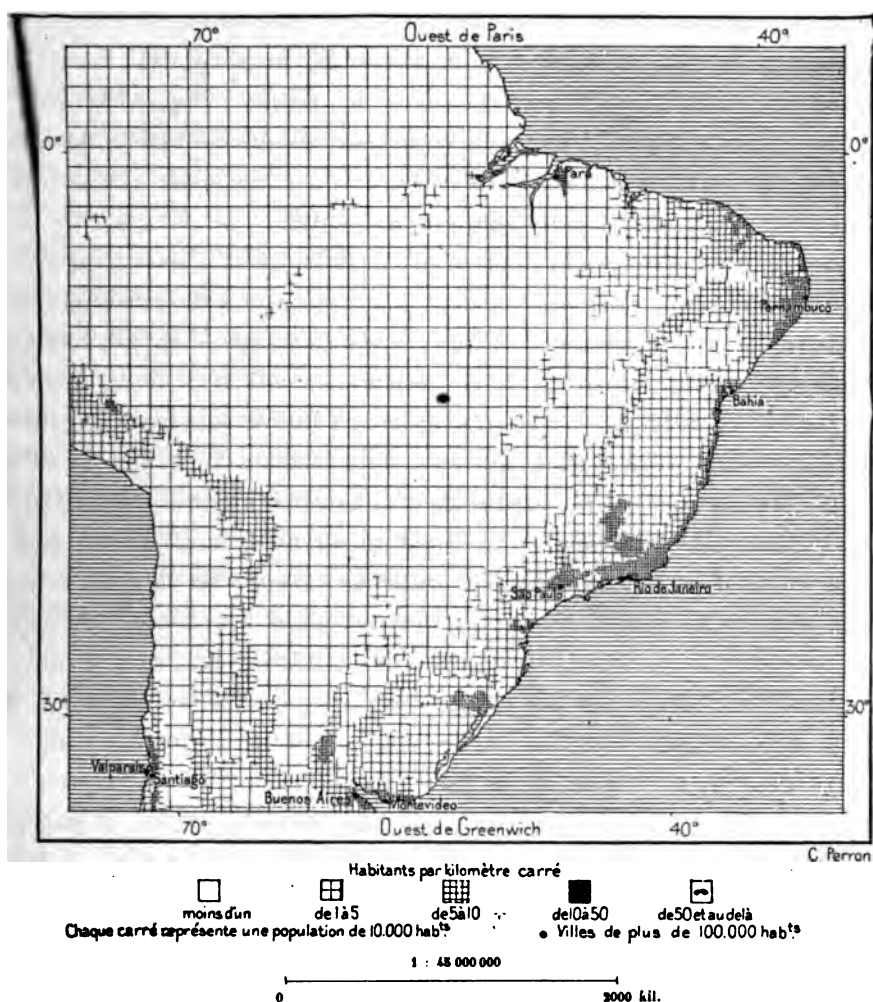 70° Ouest de Paris 40°
0° 0°
Pará
Pernambuco
Bahia
São Paulo Rio de Janeiro
30° 30°
Valparaiso
Santiago
Buenos Aires Montevideo
70° Ouest de Greenwich 40°
C. Perron
Habitants par kilomètre carré
moins d'un de 1 à 5 de 5 à 10 de 10 à 50 de 50 et au delà
Chaque carré représente une population de 10.000 habts. Villes de plus de 100.000 habts.
1 : 45 000 000
0 2000 kil.